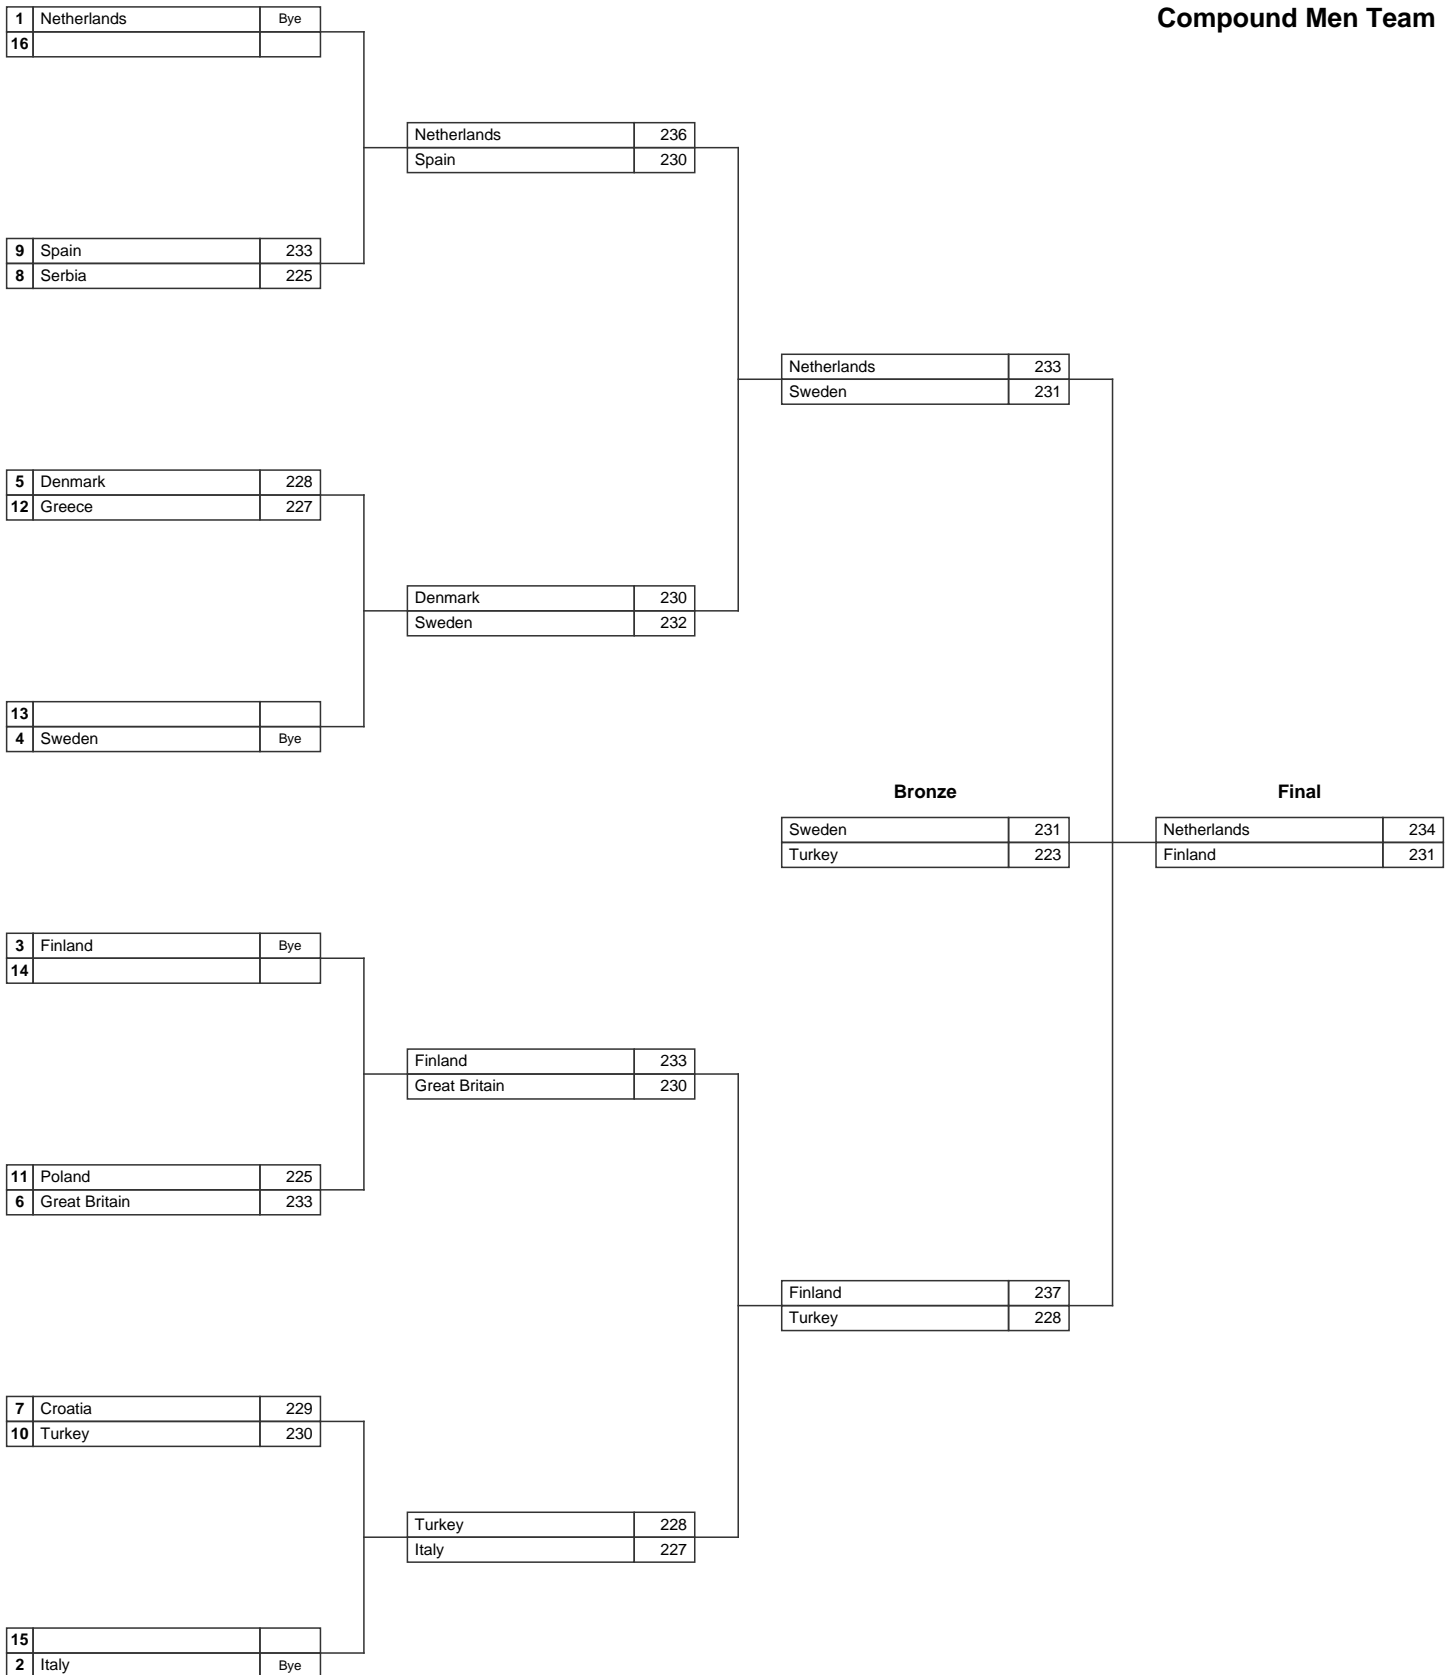 Compound Men Team
1 Netherlands Bye
16
Netherlands 236
Spain 230
9 Spain 233
8 Serbia 225
Netherlands 233
Sweden 231
5 Denmark 228
12 Greece 227
Denmark 230
Sweden 232
13
4 Sweden Bye
Bronze Final
Sweden 231 Netherlands 234
Turkey 223 Finland 231
3 Finland Bye
14
Finland 233
Great Britain 230
11 Poland 225
6 Great Britain 233
Finland 237
Turkey 228
7 Croatia 229
10 Turkey 230
Turkey 228
Italy 227
15
2 Italy Bye